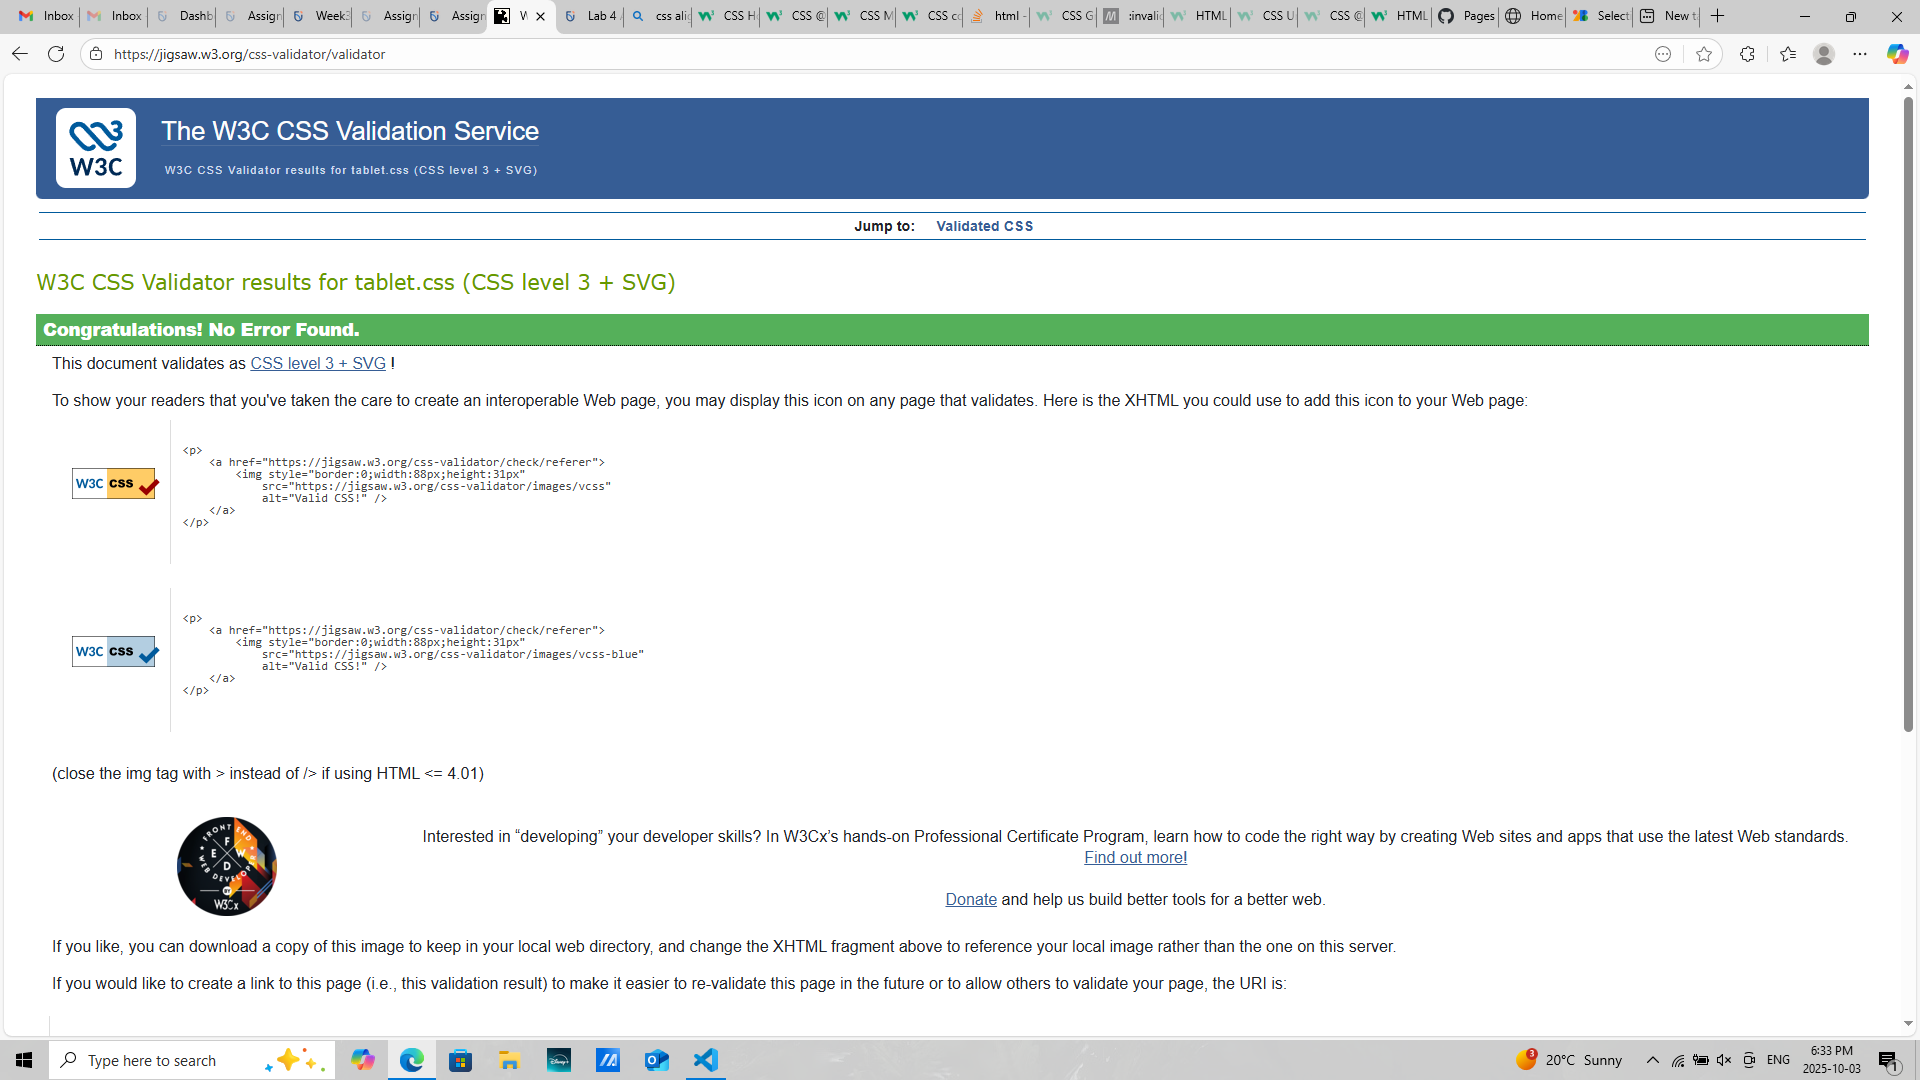 Inbox
Inbox
Dashb
Assign
Week3
Assign
Assign
W
Lab 4
css alig
CSS H
CSS @
CSS M
CSS co
html -
CSS G
:invalid
HTML
CSS U
CSS @
HTML
Pages
Home
Select
New ta
https://jigsaw.w3.org/css-validator/validator
W3C
The W3C CSS Validation Service
W3C CSS Validator results for tablet.css (CSS level 3 + SVG)
Jump to: Validated CSS
W3C CSS Validator results for tablet.css (CSS level 3 + SVG)
Congratulations! No Error Found.
This document validates as CSS level 3 + SVG !
To show your readers that you've taken the care to create an interoperable Web page, you may display this icon on any page that validates. Here is the XHTML you could use to add this icon to your Web page:
W3C css
<p>
<a href="https://jigsaw.w3.org/css-validator/check/referer">
<img style="border:0;width:88px;height:31px"
src="https://jigsaw.w3.org/css-validator/images/vcss"
alt="Valid CSS!" />
</a>
</p>
W3C css
<p>
<a href="https://jigsaw.w3.org/css-validator/check/referer">
<img style="border:0;width:88px;height:31px"
src="https://jigsaw.w3.org/css-validator/images/vcss-blue"
alt="Valid CSS!" />
</a>
</p>
(close the img tag with > instead of /> if using HTML <= 4.01)
FRONT END
WEB DEVELOPER
F
E W
D
BY
W3Cx
Interested in “developing” your developer skills? In W3Cx’s hands-on Professional Certificate Program, learn how to code the right way by creating Web sites and apps that use the latest Web standards.
Find out more!
Donate and help us build better tools for a better web.
If you like, you can download a copy of this image to keep in your local web directory, and change the XHTML fragment above to reference your local image rather than the one on this server.
If you would like to create a link to this page (i.e., this validation result) to make it easier to re-validate this page in the future or to allow others to validate your page, the URI is:
Type here to search
Disney+
3
20°C Sunny
ENG
6:33 PM
2025-10-03
1